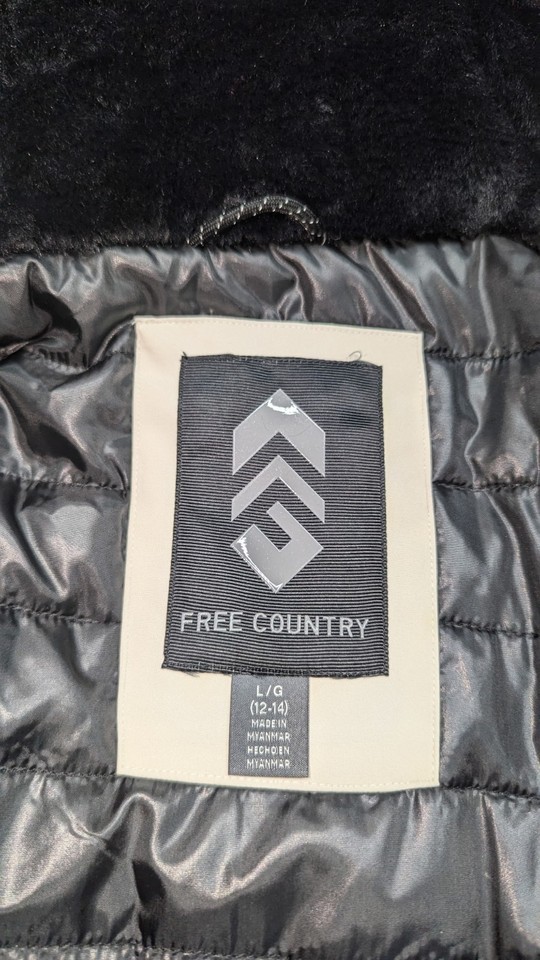 FREE COUNTRY
L/G
(12-14)
MADE IN
MYANMAR
HECHO EN
MYANMAR